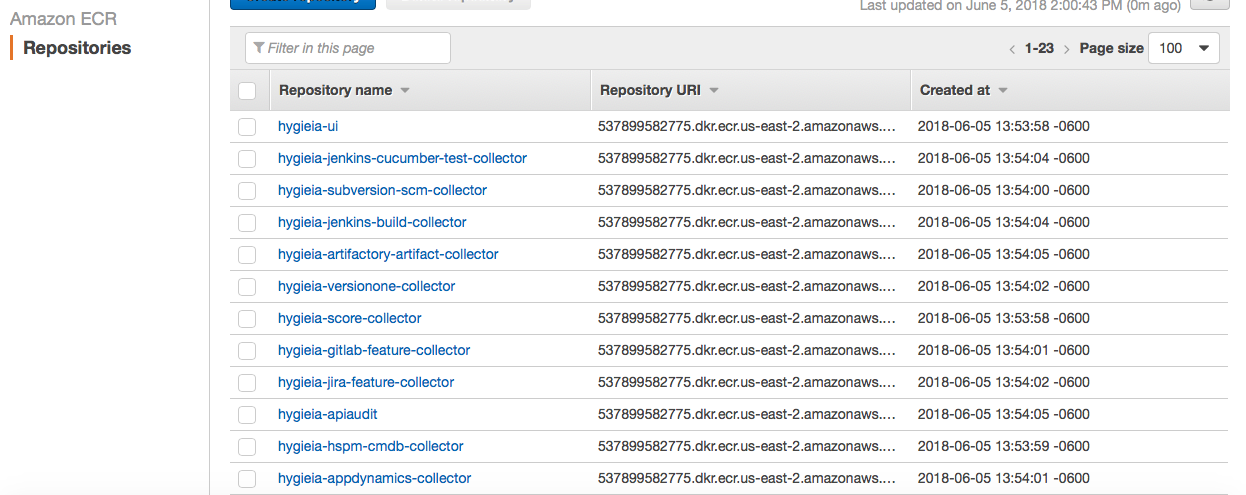 Amazon ECR
Repositories
Last updated on June 5, 2018 2:00:43 PM (0m ago)
Filter in this page
1-23 Page size 100
Repository name Repository URI Created at
hygieia-ui 537899582775.dkr.ecr.us-east-2.amazonaws.... 2018-06-05 13:53:58 -0600
hygieia-jenkins-cucumber-test-collector 537899582775.dkr.ecr.us-east-2.amazonaws.... 2018-06-05 13:54:04 -0600
hygieia-subversion-scm-collector 537899582775.dkr.ecr.us-east-2.amazonaws.... 2018-06-05 13:54:00 -0600
hygieia-jenkins-build-collector 537899582775.dkr.ecr.us-east-2.amazonaws.... 2018-06-05 13:54:04 -0600
hygieia-artifactory-artifact-collector 537899582775.dkr.ecr.us-east-2.amazonaws.... 2018-06-05 13:54:05 -0600
hygieia-versionone-collector 537899582775.dkr.ecr.us-east-2.amazonaws.... 2018-06-05 13:54:02 -0600
hygieia-score-collector 537899582775.dkr.ecr.us-east-2.amazonaws.... 2018-06-05 13:53:58 -0600
hygieia-gitlab-feature-collector 537899582775.dkr.ecr.us-east-2.amazonaws.... 2018-06-05 13:54:01 -0600
hygieia-jira-feature-collector 537899582775.dkr.ecr.us-east-2.amazonaws.... 2018-06-05 13:54:02 -0600
hygieia-apiaudit 537899582775.dkr.ecr.us-east-2.amazonaws.... 2018-06-05 13:54:05 -0600
hygieia-hspm-cmdb-collector 537899582775.dkr.ecr.us-east-2.amazonaws.... 2018-06-05 13:53:59 -0600
hygieia-appdynamics-collector 537899582775.dkr.ecr.us-east-2.amazonaws.... 2018-06-05 13:54:01 -0600